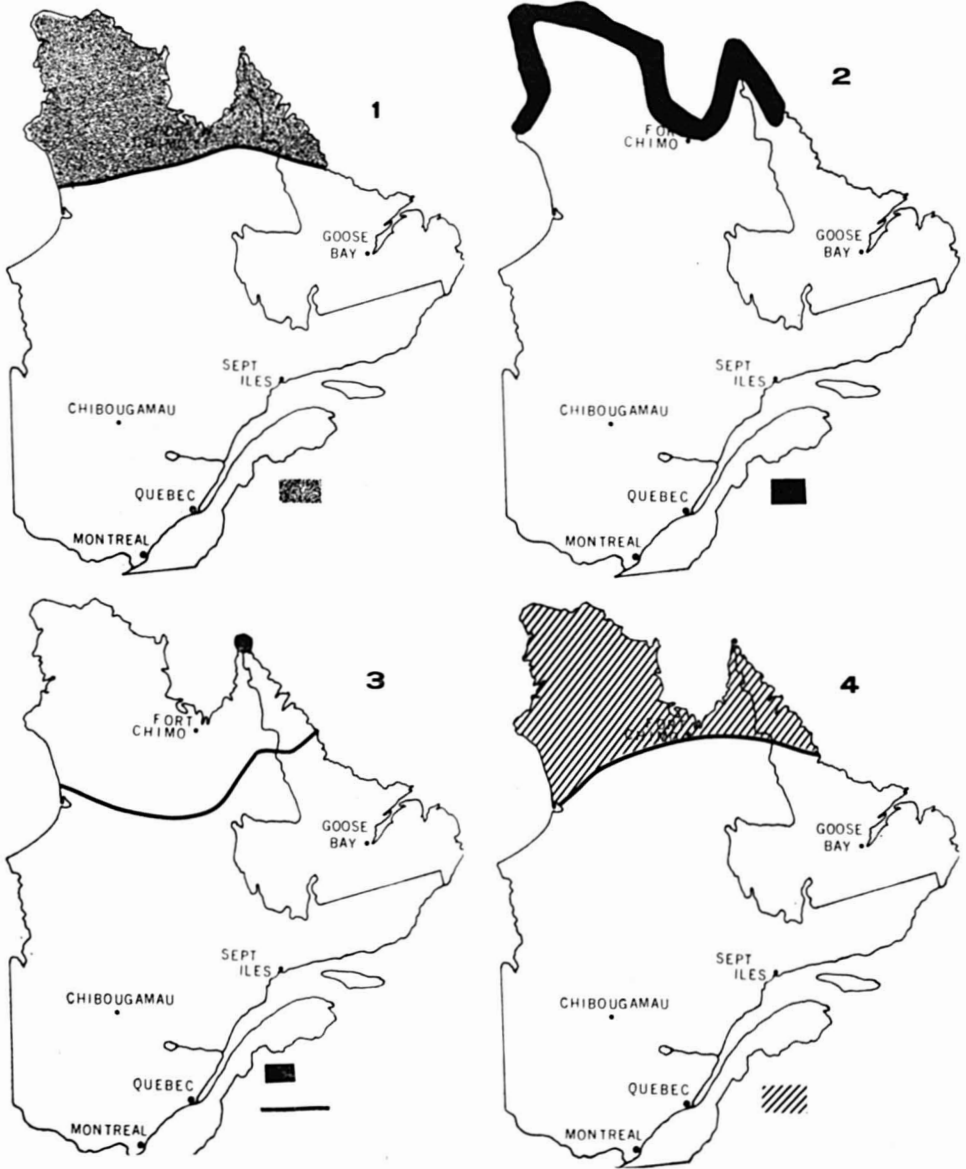 1
FORT
CHIMO
GOOSE
BAY
SEPT
ILES
CHIBOUGAMAU
QUEBEC
MONTREAL
2
FOR
CHIMO
GOOSE
BAY
SEPT
ILES
CHIBOUGAMAU
QUEBEC
MONTREAL
3
FORT
CHIMO
GOOSE
BAY
SEPT
ILES
CHIBOUGAMAU
QUEBEC
MONTREAL
4
FORT
CHIMO
GOOSE
BAY
SEPT
ILES
CHIBOUGAMAU
QUEBEC
MONTREAL